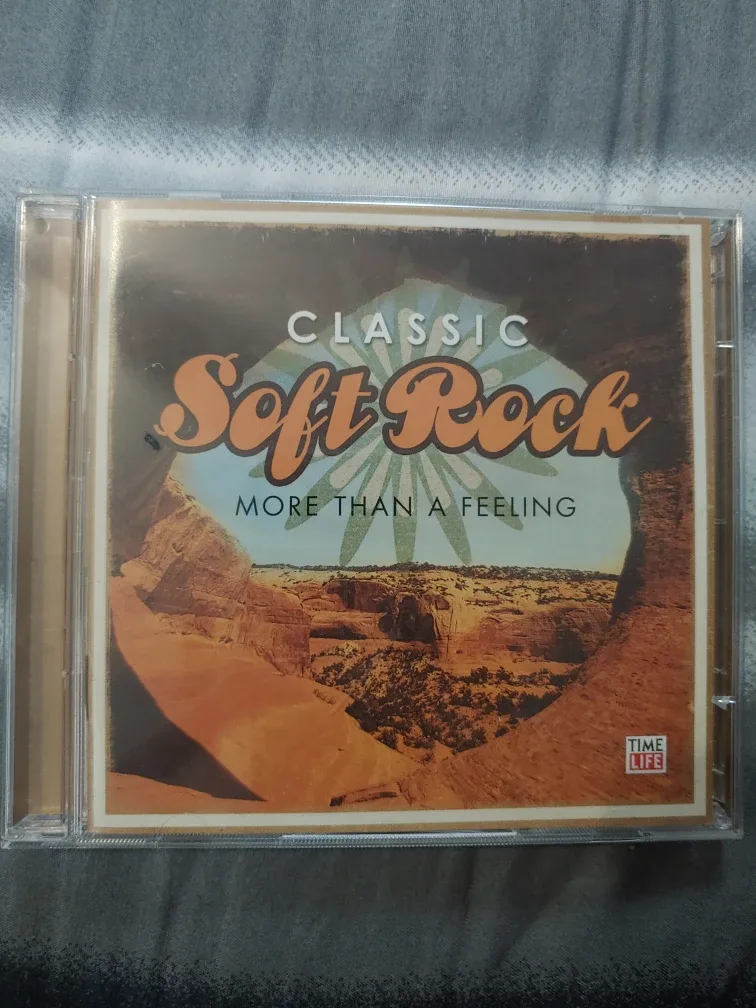 CLASSIC
Soft Rock
MORE THAN A FEELING
TIME
LIFE